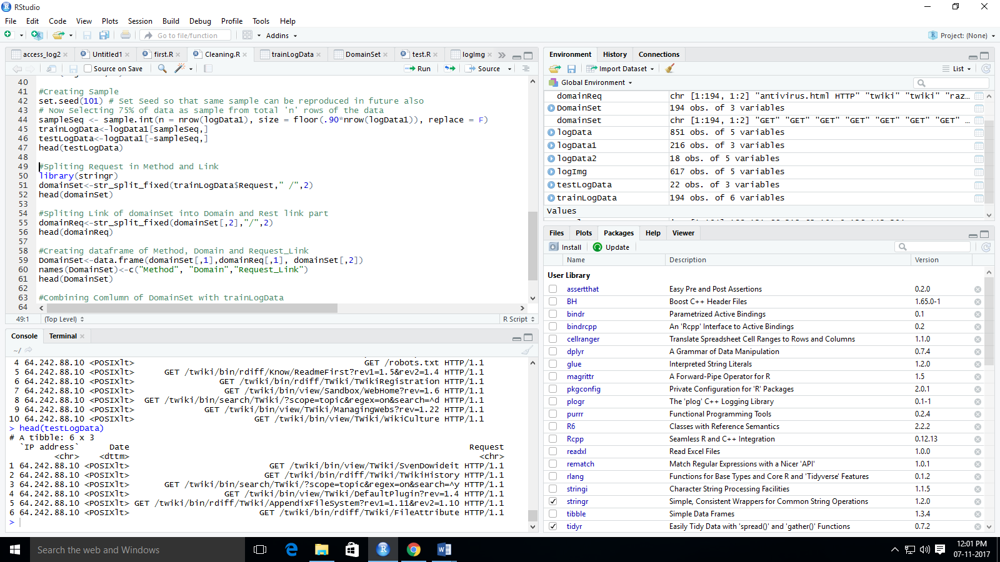 RStudio
File Edit Code View Plots Session Build Debug Profile Tools Help
Go to file/function Addins Project: (None)
access_log2 Untitled1 first.R Cleaning.R trainLogData DomainSet test.R logImg
Source on Save Run Source
40
41 #Creating Sample
42 set.seed(101) # Set Seed so that same sample can be reproduced in future also
43 # Now Selecting 75% of data as sample from total 'n' rows of the data
44 sampleSeq <- sample.int(n = nrow(logData1), size = floor(.90*nrow(logData1)), replace = F)
45 trainLogData<-logData1[sampleSeq,]
46 testLogData<-logData1[-sampleSeq,]
47 head(testLogData)
48
49 #Spliting Request in Method and Link
50 library(stringr)
51 domainSet<-str_split_fixed(trainLogData$Request," /",2)
52 head(domainSet)
53
54 #Spliting Link of domainSet into Domain and Rest link part
55 domainReq<-str_split_fixed(domainSet[,2],"/",2)
56 head(domainReq)
57
58 #Creating dataframe of Method, Domain and Request_Link
59 DomainSet<-data.frame(domainSet[,1],domainReq[,1], domainSet[,2])
60 names(DomainSet)<-c("Method", "Domain","Request_Link")
61 head(DomainSet)
62
63 #Combining Comlumn of DomainSet with trainLogData
64
49:1 (Top Level) R Script
Console Terminal
~/
4 64.242.88.10 <POSIXlt> GET /robots.txt HTTP/1.1
5 64.242.88.10 <POSIXlt> GET /twiki/bin/rdiff/Know/ReadmeFirst?rev1=1.5&rev2=1.4 HTTP/1.1
6 64.242.88.10 <POSIXlt> GET /twiki/bin/rdiff/TWiki/TWikiRegistration HTTP/1.1
7 64.242.88.10 <POSIXlt> GET /twiki/bin/view/Sandbox/WebHome?rev=1.6 HTTP/1.1
8 64.242.88.10 <POSIXlt> GET /twiki/bin/search/TWiki/?scope=topic&regex=on&search=^d HTTP/1.1
9 64.242.88.10 <POSIXlt> GET /twiki/bin/view/TWiki/ManagingWebs?rev=1.22 HTTP/1.1
10 64.242.88.10 <POSIXlt> GET /twiki/bin/view/TWiki/WikiCulture HTTP/1.1
> head(testLogData)
# A tibble: 6 x 3
`IP address` Date Request
<chr> <dttm> <chr>
1 64.242.88.10 <POSIXlt> GET /twiki/bin/view/TWiki/SvenDowideit HTTP/1.1
2 64.242.88.10 <POSIXlt> GET /twiki/bin/rdiff/TWiki/TWikiHistory HTTP/1.1
3 64.242.88.10 <POSIXlt> GET /twiki/bin/search/TWiki/?scope=topic&regex=on&search=^y HTTP/1.1
4 64.242.88.10 <POSIXlt> GET /twiki/bin/view/TWiki/DefaultPlugin?rev=1.4 HTTP/1.1
5 64.242.88.10 <POSIXlt> GET /twiki/bin/rdiff/TWiki/AppendixFileSystem?rev1=1.11&rev2=1.10 HTTP/1.1
6 64.242.88.10 <POSIXlt> GET /twiki/bin/rdiff/TWiki/FileAttribute HTTP/1.1
>
Environment History Connections
Import Dataset List
Global Environment
domainReq chr [1:194, 1:2] "antivirus.html HTTP" "twiki" "twiki" "raz...
DomainSet 194 obs. of 3 variables
domainSet chr [1:194, 1:2] "GET" "GET" "GET" "GET" "GET" "GET" "GET" ...
logData 851 obs. of 5 variables
logData1 216 obs. of 3 variables
logData2 18 obs. of 5 variables
logImg 617 obs. of 5 variables
testLogData 22 obs. of 3 variables
trainLogData 194 obs. of 6 variables
Values
Files Plots Packages Help Viewer
Install Update
Name Description Version
User Library
assertthat Easy Pre and Post Assertions 0.2.0
BH Boost C++ Header Files 1.65.0-1
bindr Parametrized Active Bindings 0.1
bindrcpp An 'Rcpp' Interface to Active Bindings 0.2
cellranger Translate Spreadsheet Cell Ranges to Rows and Columns 1.1.0
dplyr A Grammar of Data Manipulation 0.7.4
glue Interpreted String Literals 1.2.0
magrittr A Forward-Pipe Operator for R 1.5
pkgconfig Private Configuration for 'R' Packages 2.0.1
plogr The 'plog' C++ Logging Library 0.1-1
purrr Functional Programming Tools 0.2.4
R6 Classes with Reference Semantics 2.2.2
Rcpp Seamless R and C++ Integration 0.12.13
readxl Read Excel Files 1.0.0
rematch Match Regular Expressions with a Nicer 'API' 1.0.1
rlang Functions for Base Types and Core R and 'Tidyverse' Features 0.1.2
stringi Character String Processing Facilities 1.1.5
stringr Simple, Consistent Wrappers for Common String Operations 1.2.0
tibble Simple Data Frames 1.3.4
tidyr Easily Tidy Data with 'spread()' and 'gather()' Functions 0.7.2
Search the web and Windows
12:01 PM
07-11-2017